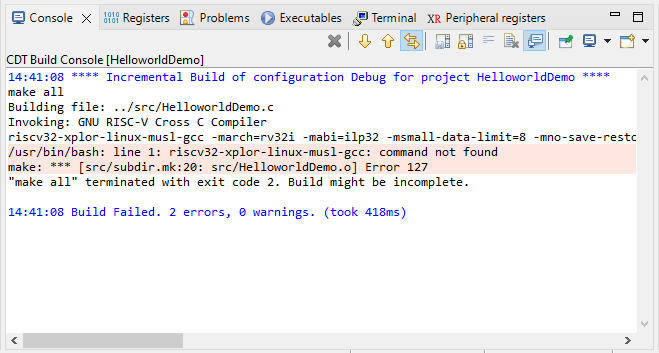 Console Registers Problems Executables Terminal Peripheral registers
CDT Build Console [HelloworldDemo]
14:41:08 **** Incremental Build of configuration Debug for project HelloworldDemo ****
make all
Building file: ../src/HelloworldDemo.c
Invoking: GNU RISC-V Cross C Compiler
riscv32-xplor-linux-musl-gcc -march=rv32i -mabi=ilp32 -msmall-data-limit=8 -mno-save-resto
/usr/bin/bash: line 1: riscv32-xplor-linux-musl-gcc: command not found
make: *** [src/subdir.mk:20: src/HelloworldDemo.o] Error 127
"make all" terminated with exit code 2. Build might be incomplete.
14:41:08 Build Failed. 2 errors, 0 warnings. (took 418ms)